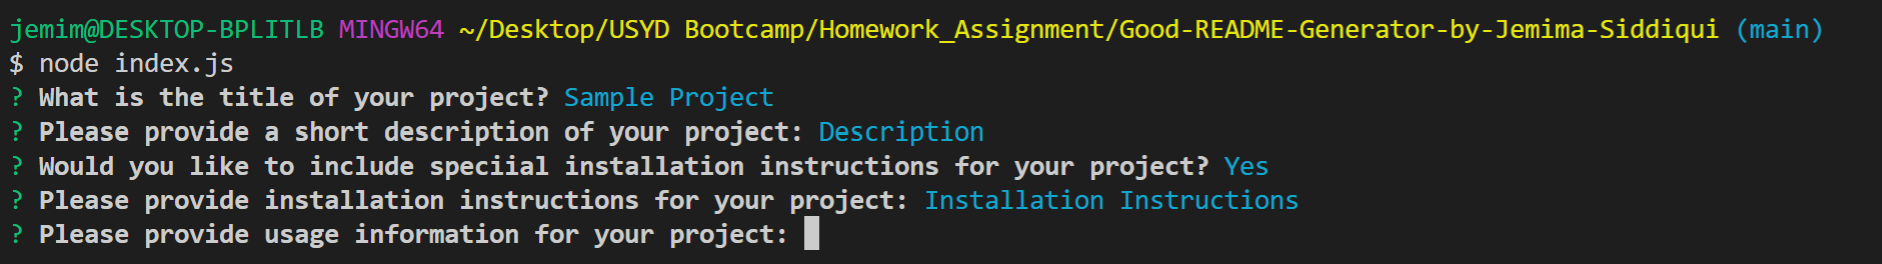 jemim@DESKTOP-BPLITLB MINGW64 ~/Desktop/USYD Bootcamp/Homework_Assignment/Good-README-Generator-by-Jemima-Siddiqui (main)
$ node index.js
? What is the title of your project? Sample Project
? Please provide a short description of your project: Description
? Would you like to include speciial installation instructions for your project? Yes
? Please provide installation instructions for your project: Installation Instructions
? Please provide usage information for your project: